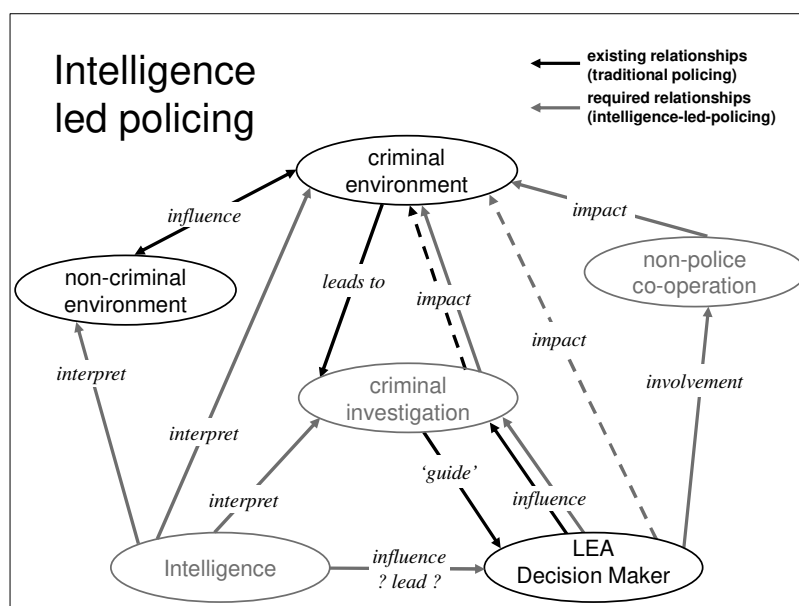 Intelligence
led policing
existing relationships
(traditional policing)
required relationships
(intelligence-led-policing)
criminal
environment
influence
impact
non-criminal
environment
non-police
co-operation
leads to
impact
impact
interpret
criminal
investigation
involvement
interpret
interpret
‘guide’
influence
Intelligence
influence
? lead ?
LEA
Decision Maker